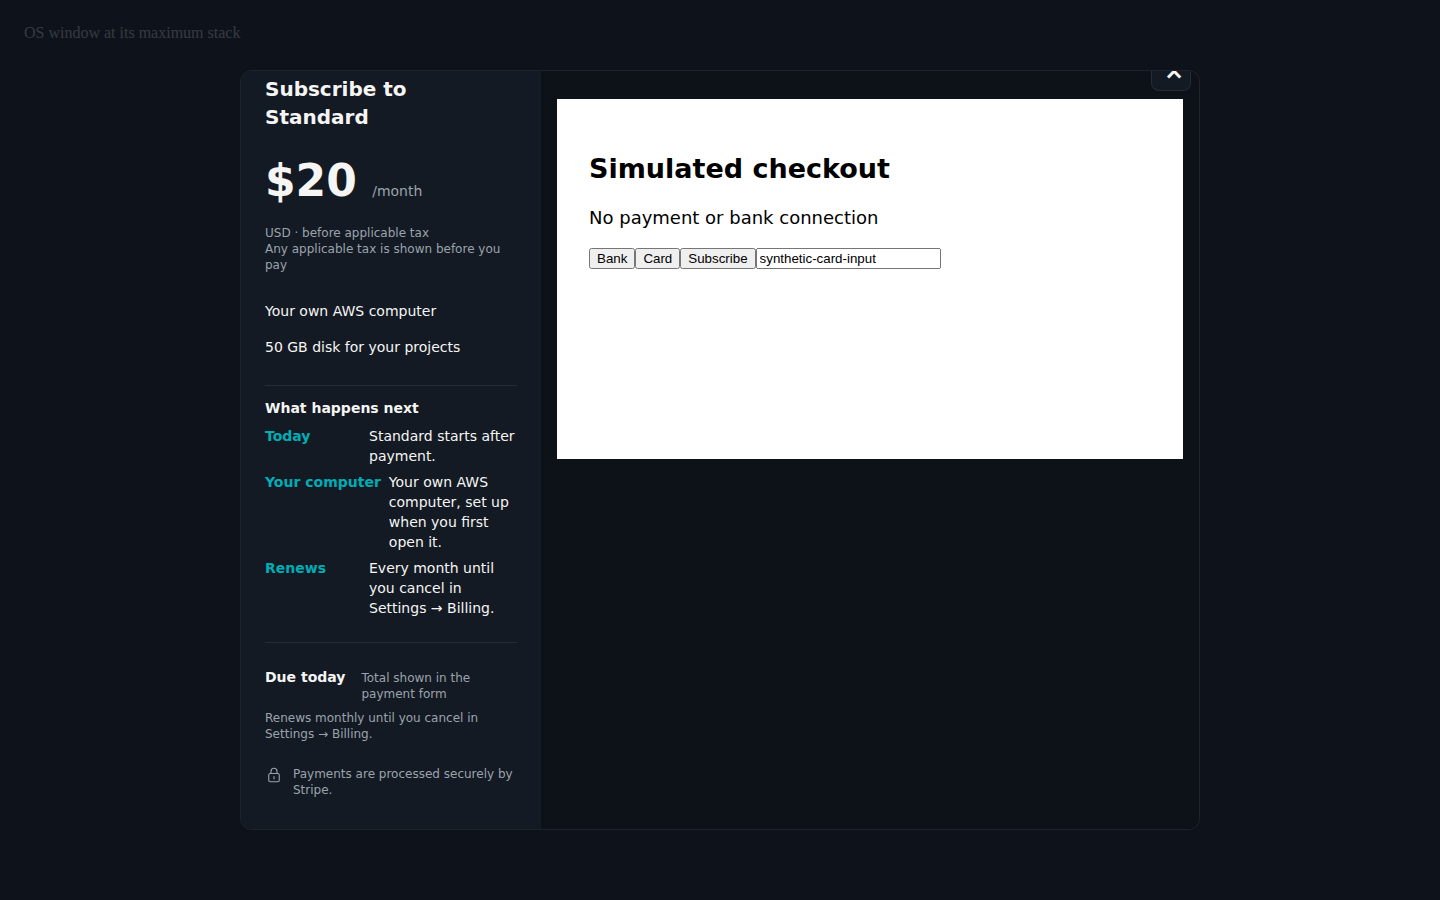 OS window at its maximum stack
Subscribe to
Standard
$20 /month
USD · before applicable tax
Any applicable tax is shown before you
pay
Your own AWS computer
50 GB disk for your projects
What happens next
Today Standard starts after
payment.
Your computer Your own AWS
computer, set up
when you first
open it.
Renews Every month until
you cancel in
Settings → Billing.
Due today Total shown in the
payment form
Renews monthly until you cancel in
Settings → Billing.
Payments are processed securely by
Stripe.
Simulated checkout
No payment or bank connection
Bank Card Subscribe synthetic-card-input